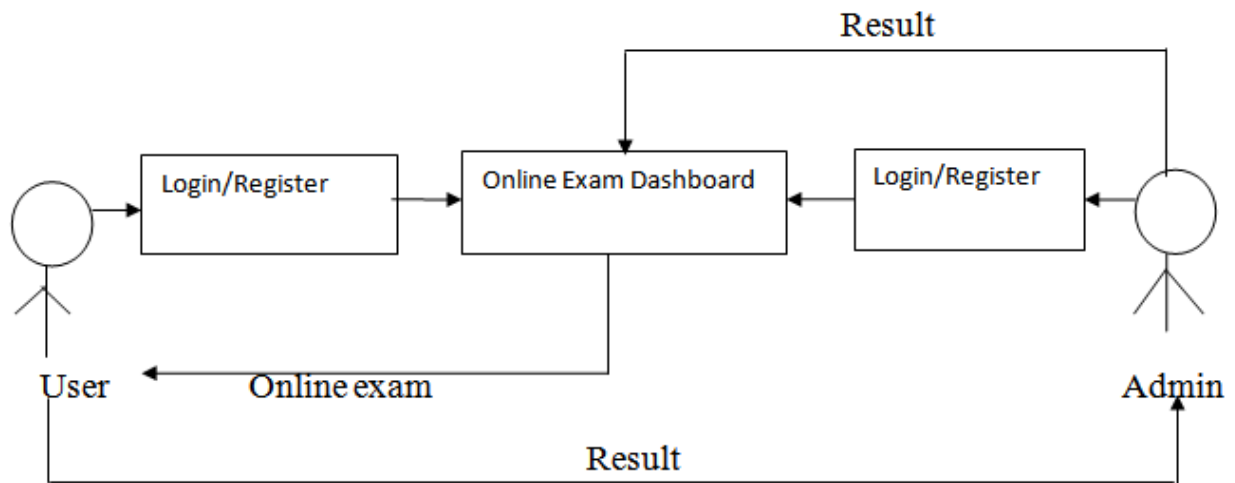 Result
Login/Register
Online Exam Dashboard
Login/Register
User
Online exam
Admin
Result